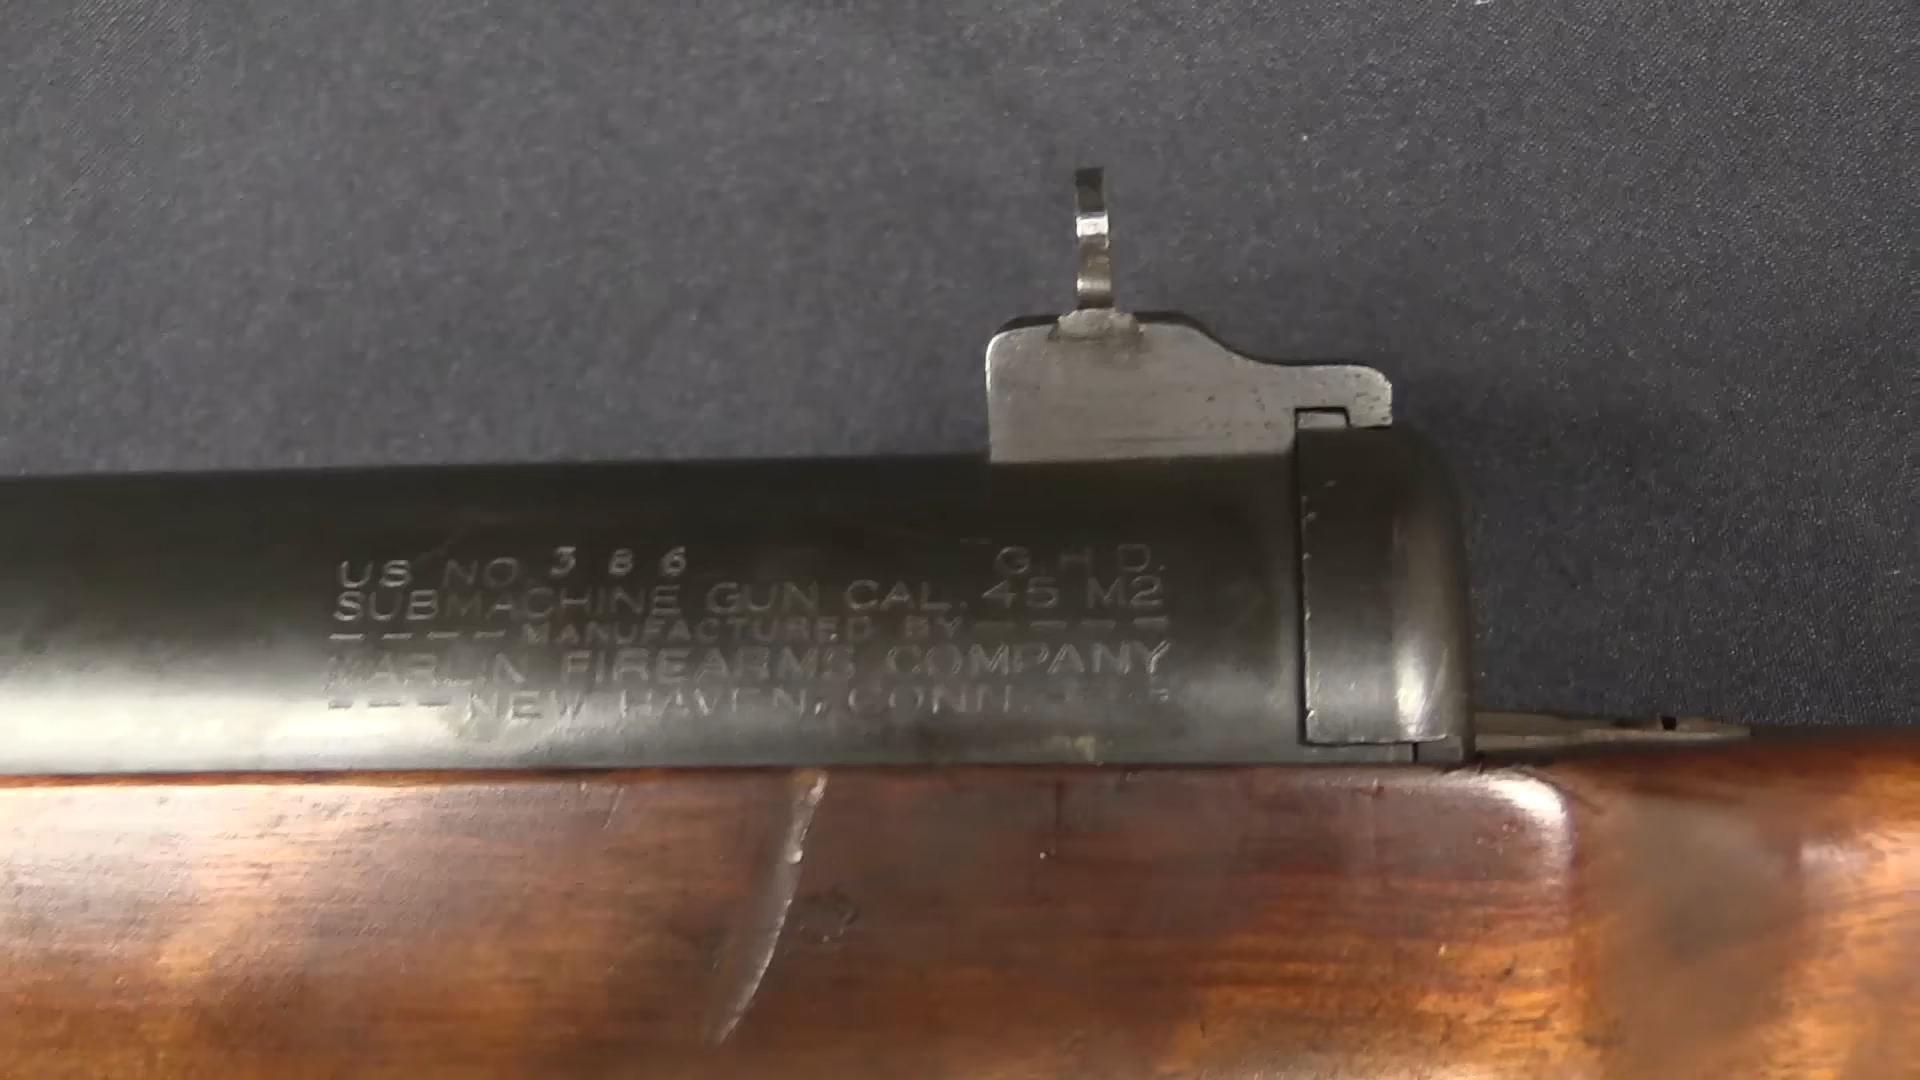 US NO. 386 G.H.D.
SUBMACHINE GUN CAL. 45 M2
---- MANUFACTURED BY ----
MARLIN FIREARMS COMPANY
--- NEW HAVEN, CONN. ---